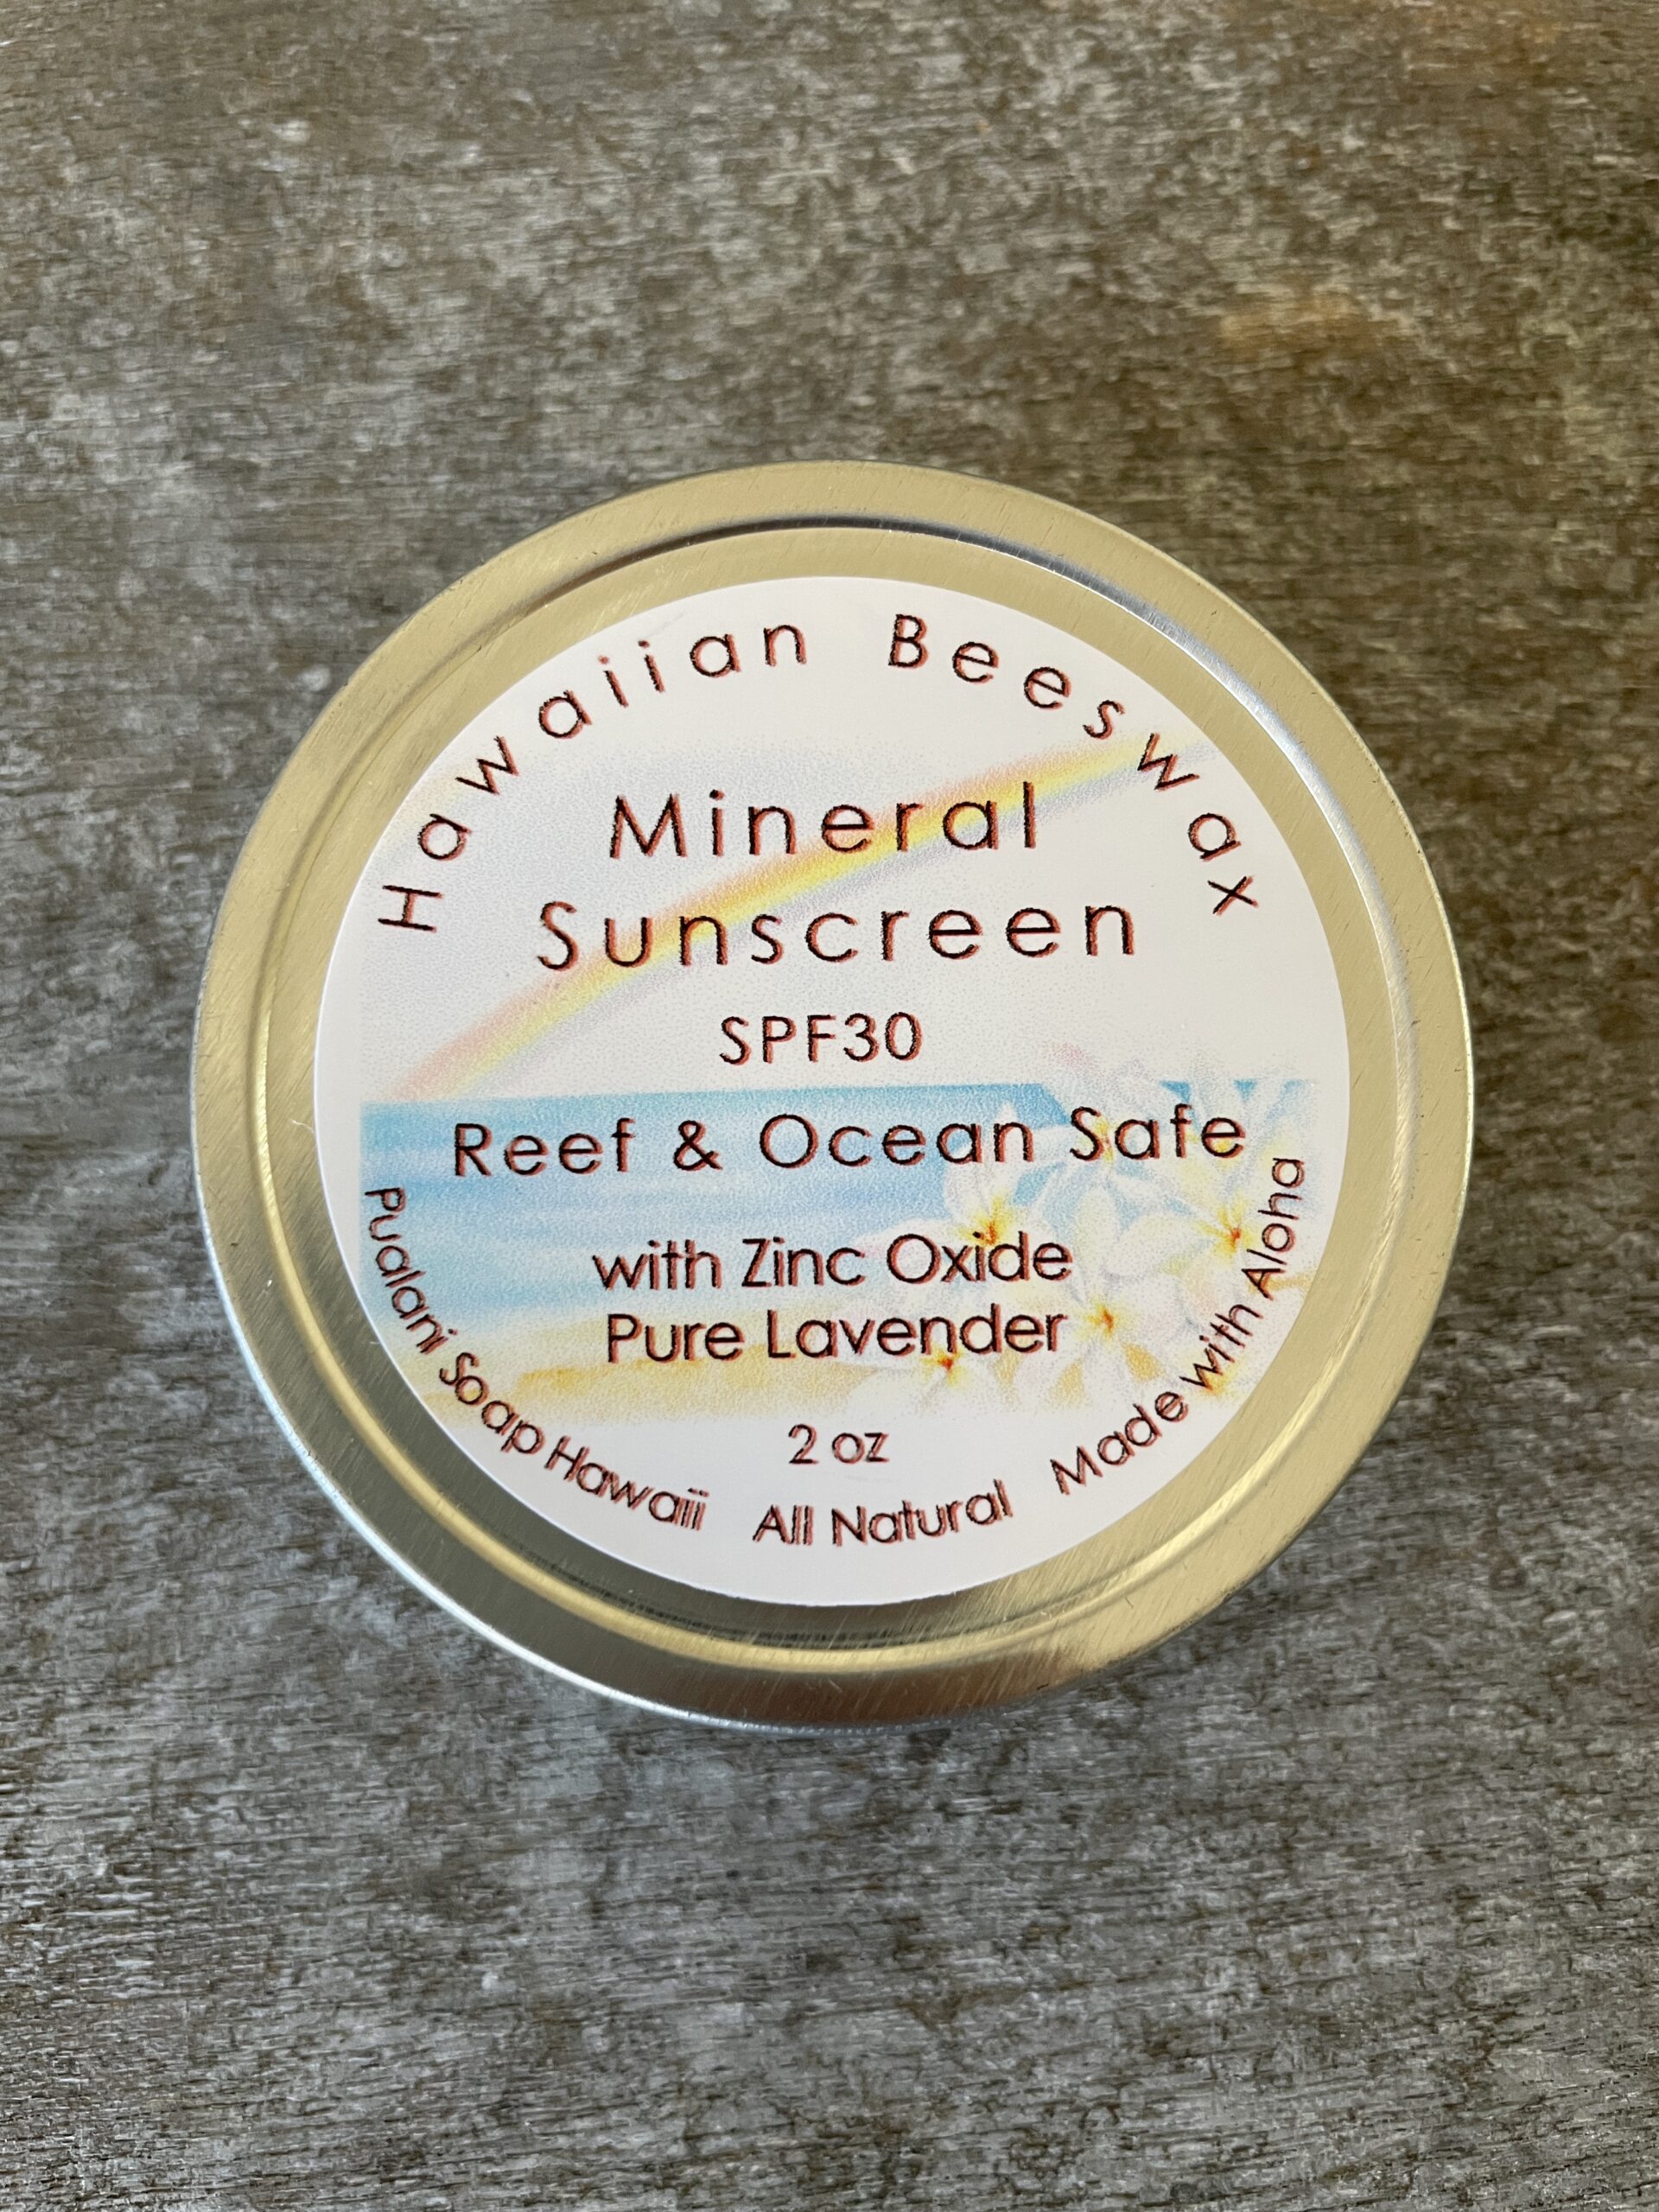 Hawaiian Beeswax
Mineral
Sunscreen
SPF30
Reef & Ocean Safe
with Zinc Oxide
Pure Lavender
2 oz
Pualani Soap Hawaii All Natural Made with Aloha